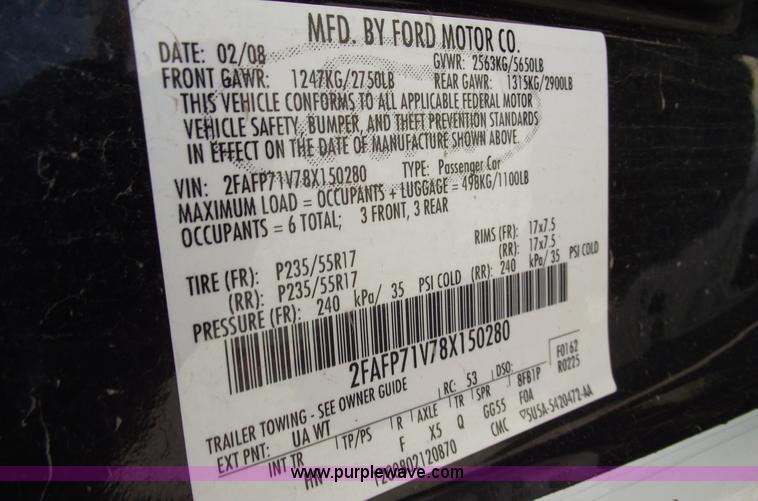 MFD. BY FORD MOTOR CO.
DATE: 02/08 GVWR: 2563KG/5650LB
FRONT GAWR: 1247KG/2750LB REAR GAWR: 1315KG/2900LB
THIS VEHICLE CONFORMS TO ALL APPLICABLE FEDERAL MOTOR
VEHICLE SAFETY, BUMPER, AND THEFT PREVENTION STANDARDS
IN EFFECT ON THE DATE OF MANUFACTURE SHOWN ABOVE.
VIN: 2FAFP71V78X150280 TYPE: Passenger Car
MAXIMUM LOAD = OCCUPANTS + LUGGAGE = 498KG/1100LB
OCCUPANTS = 6 TOTAL; 3 FRONT, 3 REAR
TIRE (FR): P235/55R17 RIMS (FR): 17x7.5
(RR): P235/55R17 (RR): 17x7.5
PRESSURE (FR): 240 kPa/ 35 PSI COLD (RR): 240 kPa/ 35 PSI COLD
2FAFP71V78X150280
F0162
R0225
TRAILER TOWING - SEE OWNER GUIDE RC: 53 DSO: 8FB1P
EXT PNT: UA WT TP/PS R AXLE TR SPR F0A
INT TR F X5 Q GG55
CMC 5U5A-5420472-AA
www.purplewave.com